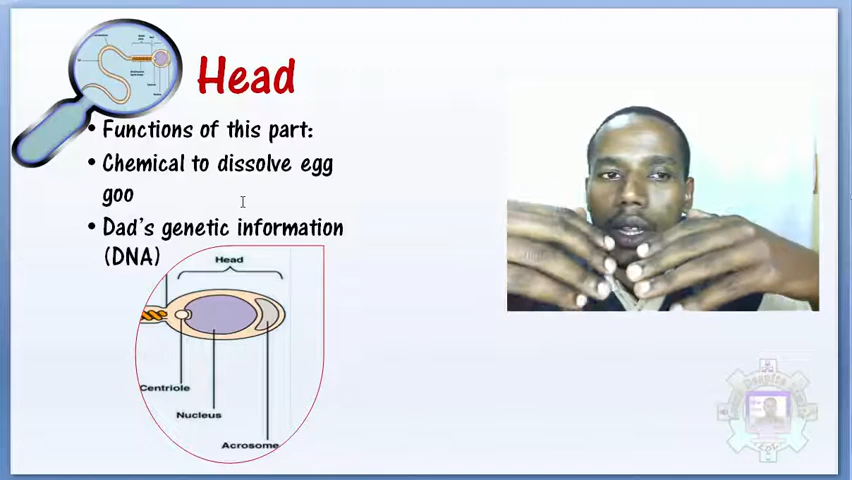 Head
• Functions of this part:
• Chemical to dissolve egg
goo
• Dad's genetic information
(DNA)
Head
Centriole
Nucleus
Acrosome